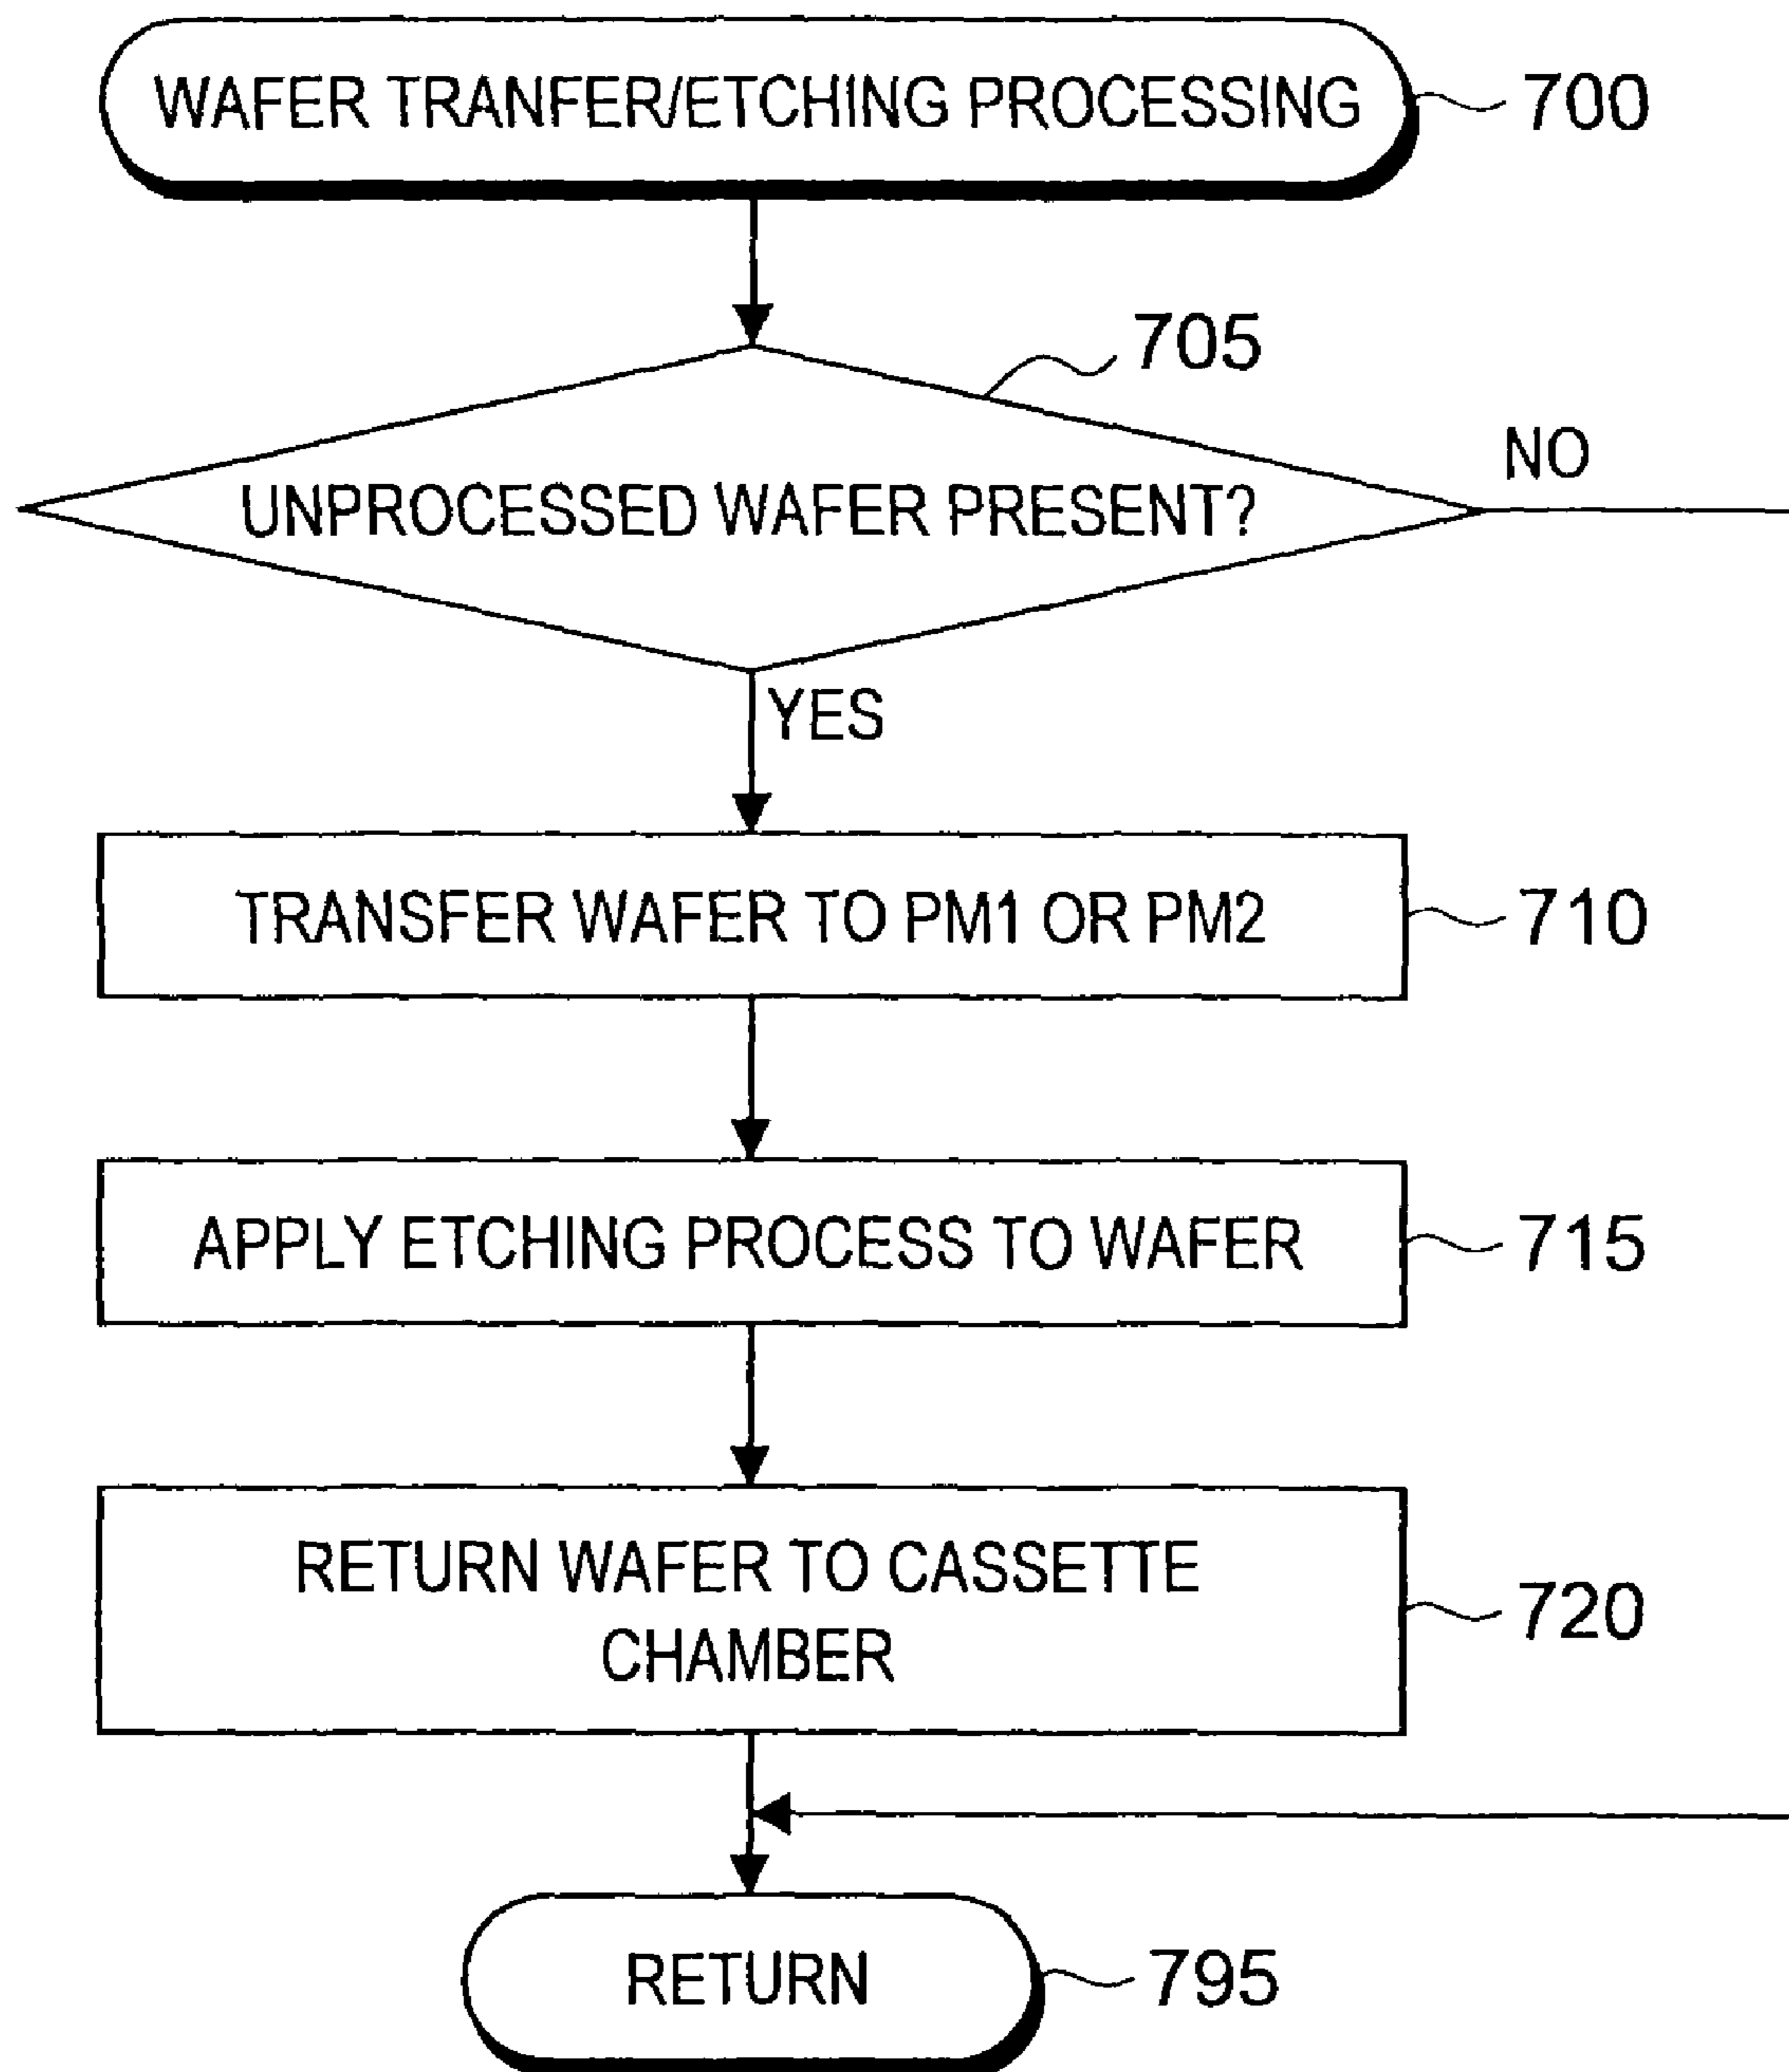 WAFER TRANFER/ETCHING PROCESSING
700
705
UNPROCESSED WAFER PRESENT?
NO
YES
TRANSFER WAFER TO PM1 OR PM2
710
APPLY ETCHING PROCESS TO WAFER
715
RETURN WAFER TO CASSETTE
CHAMBER
720
RETURN
795